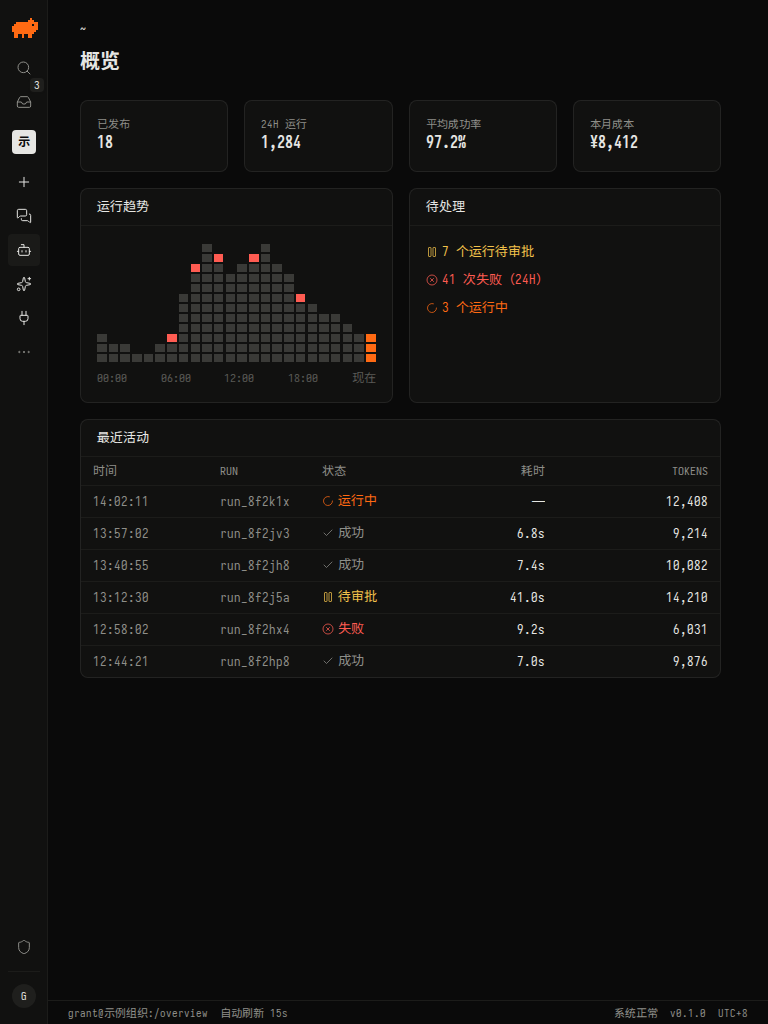 ~
概览
3
示
已发布
18
24H 运行
1,284
平均成功率
97.2%
本月成本
¥8,412
运行趋势
00:00 06:00 12:00 18:00 现在
待处理
7 个运行待审批
41 次失败 (24H)
3 个运行中
最近活动
时间 RUN 状态 耗时 TOKENS
14:02:11 run_8f2k1x 运行中 — 12,408
13:57:02 run_8f2jv3 成功 6.8s 9,214
13:40:55 run_8f2jh8 成功 7.4s 10,082
13:12:30 run_8f2j5a 待审批 41.0s 14,210
12:58:02 run_8f2hx4 失败 9.2s 6,031
12:44:21 run_8f2hp8 成功 7.0s 9,876
G
grant@示例组织:/overview 自动刷新 15s 系统正常 v0.1.0 UTC+8